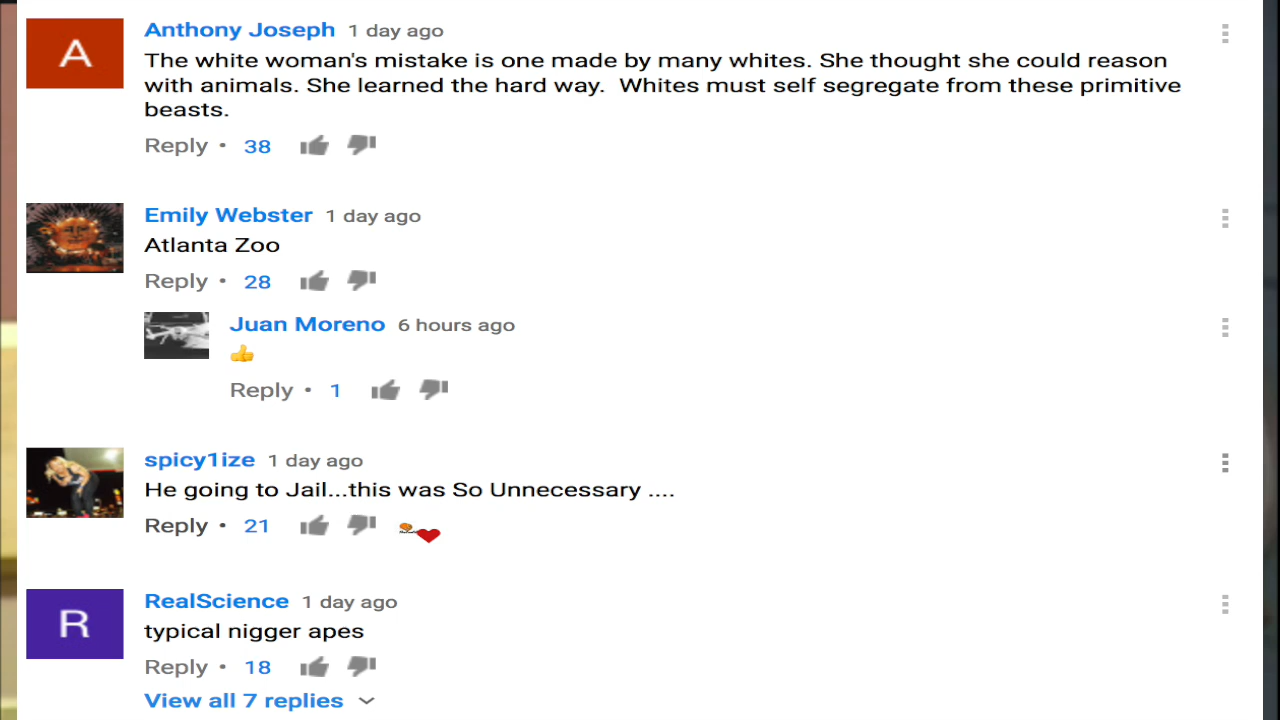 A
Anthony Joseph 1 day ago
The white woman's mistake is one made by many whites. She thought she could reason
with animals. She learned the hard way.  Whites must self segregate from these primitive
beasts.
Reply • 38
Emily Webster 1 day ago
Atlanta Zoo
Reply • 28
Juan Moreno 6 hours ago
👍
Reply • 1
spicy1ize 1 day ago
He going to Jail...this was So Unnecessary ....
Reply • 21
R
RealScience 1 day ago
typical nigger apes
Reply • 18
View all 7 replies